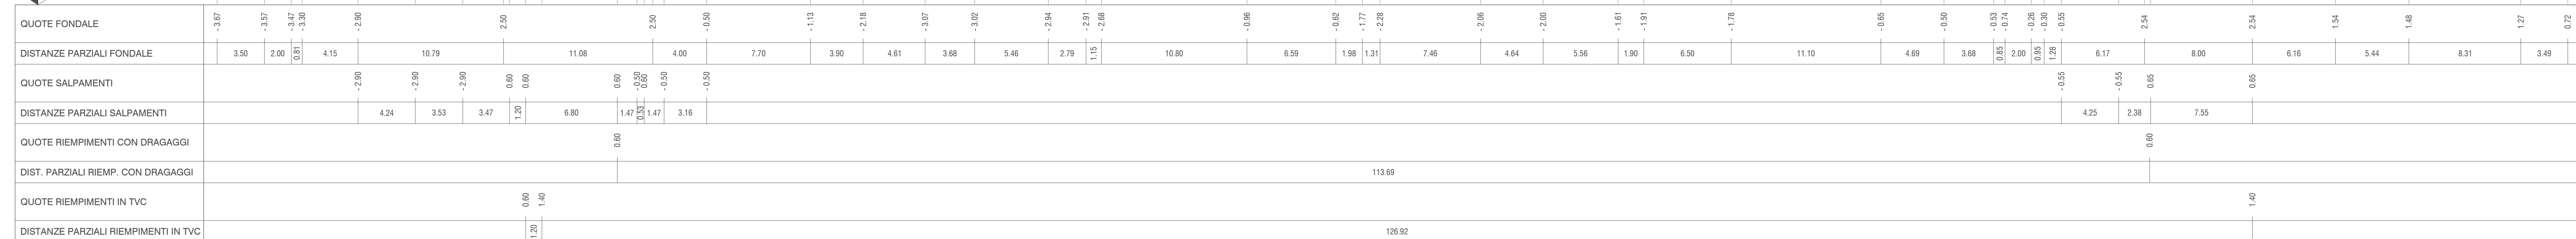 QUOTE FONDALE - 3.67 - 3.57 - 3.47 - 3.30 - 2.90 2.50 2.50 - 0.50 - 1.13 - 2.18 - 3.07 - 3.02 - 2.94 - 2.91 - 2.68 - 0.96 - 0.62 - 1.77 - 2.28 - 2.06 - 2.00 - 1.61 - 1.91 - 1.78 - 0.65 - 0.50 - 0.53 - 0.74 - 0.26 - 0.30 - 0.55 2.54 2.54 1.54 1.48 1.27 0.72
DISTANZE PARZIALI FONDALE 3.50 2.00 0.81 4.15 10.79 11.08 4.00 7.70 3.90 4.61 3.68 5.46 2.79 1.15 10.80 6.59 1.98 1.31 7.46 4.64 5.56 1.90 6.50 11.10 4.69 3.68 0.85 2.00 0.95 1.28 6.17 8.00 6.16 5.44 8.31 3.49
QUOTE SALPAMENTI - 2.90 - 2.90 - 2.90 0.60 0.60 0.60 - 0.50 0.60 - 0.50 - 0.50 - 0.55 - 0.55 0.65 0.65
DISTANZE PARZIALI SALPAMENTI 4.24 3.53 3.47 1.20 6.80 1.47 0.53 1.47 3.16 4.25 2.38 7.55
QUOTE RIEMPIMENTI CON DRAGAGGI 0.60 0.60
DIST. PARZIALI RIEMP. CON DRAGAGGI 113.69
QUOTE RIEMPIMENTI IN TVC 0.60 1.40 1.40
DISTANZE PARZIALI RIEMPIMENTI IN TVC 1.20 126.92